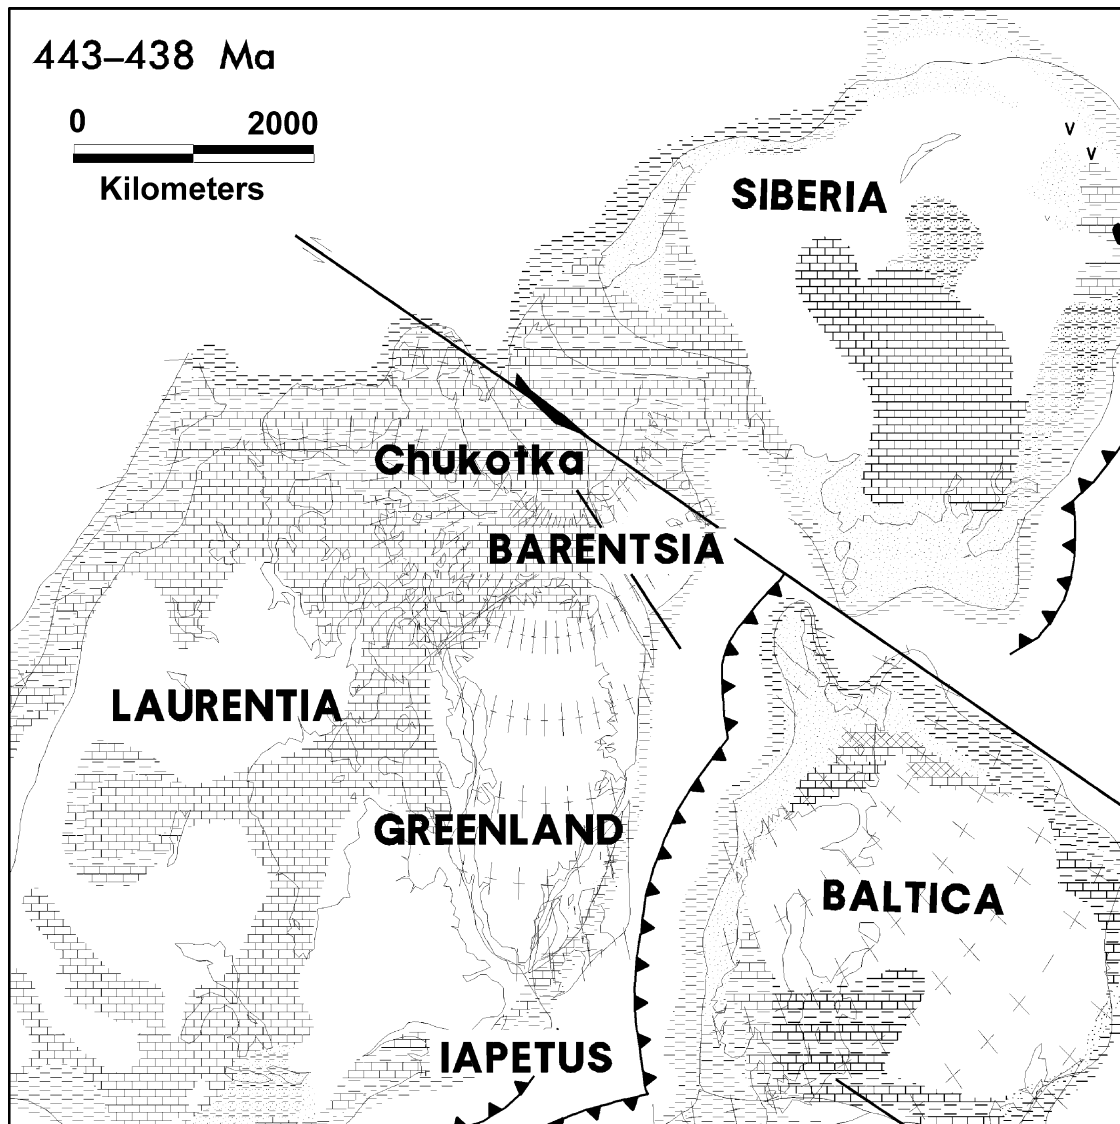 443–438 Ma
0 2000
Kilometers
SIBERIA
Chukotka
BARENTSIA
LAURENTIA
GREENLAND
BALTICA
IAPETUS